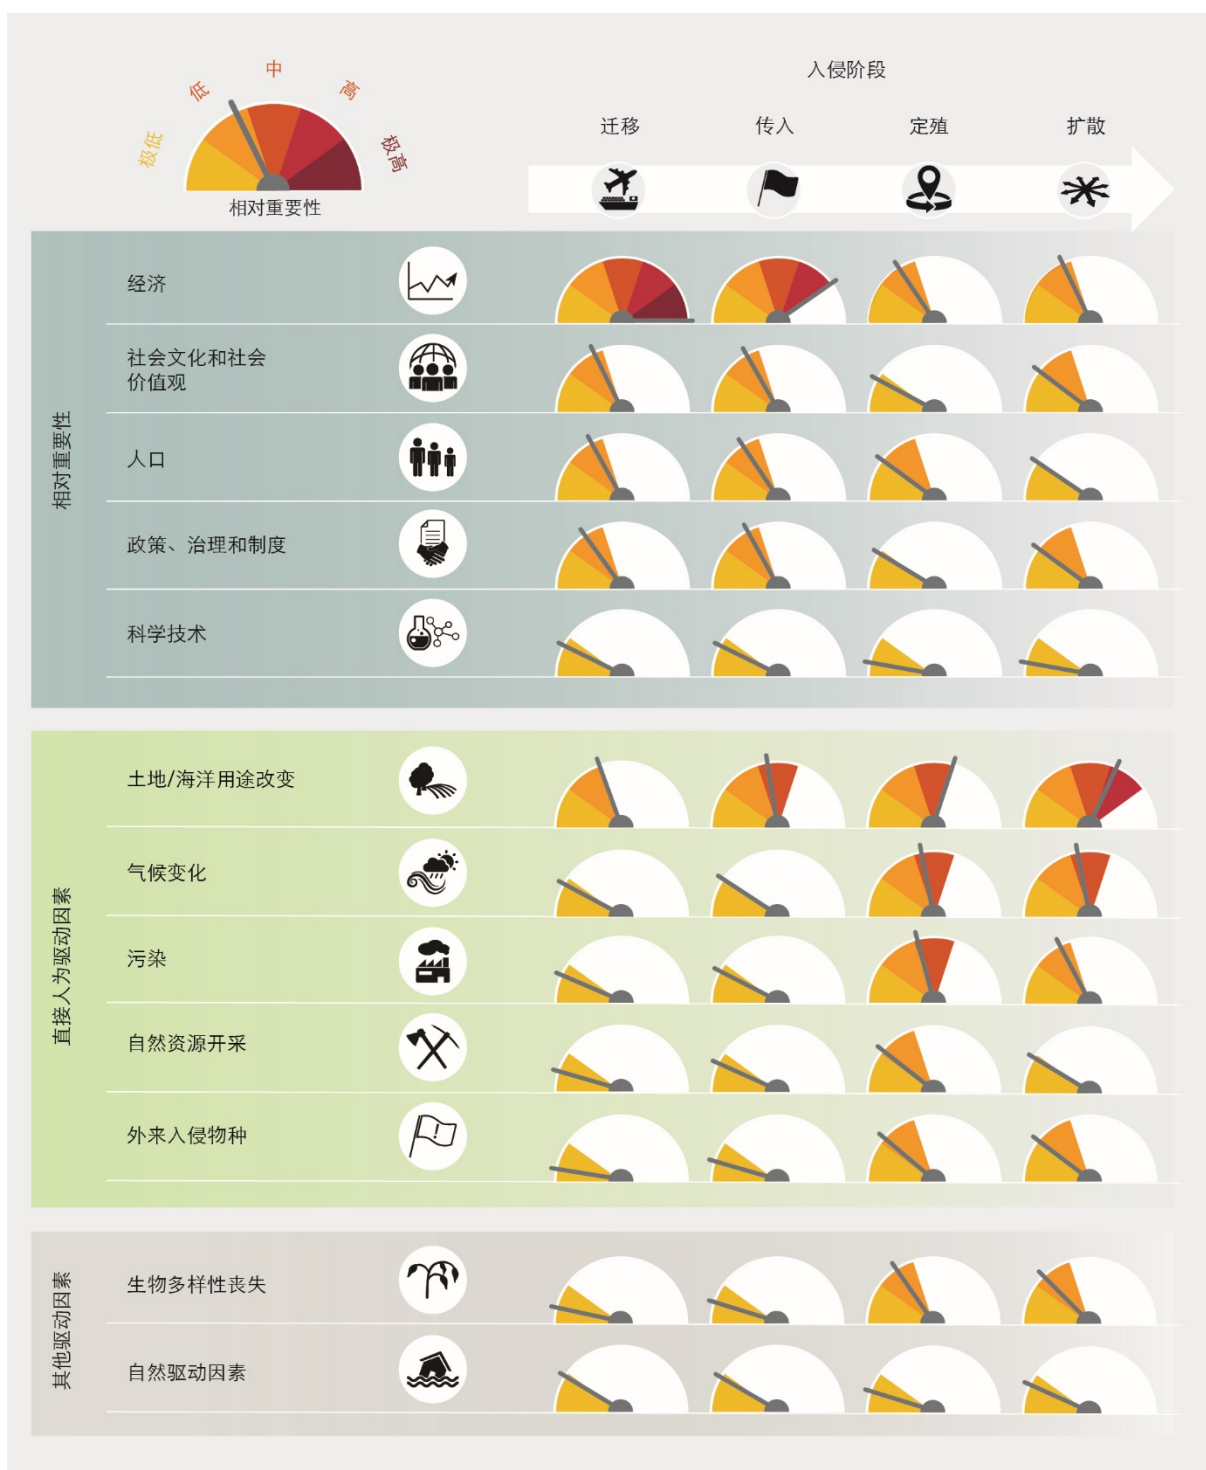 极低
低
中
高
极高
相对重要性
入侵阶段
迁移
传入
定殖
扩散
相对重要性
经济
社会文化和社会
价值观
人口
政策、治理和制度
科学技术
直接人为驱动因素
土地/海洋用途改变
气候变化
污染
自然资源开采
外来入侵物种
其他驱动因素
生物多样性丧失
自然驱动因素